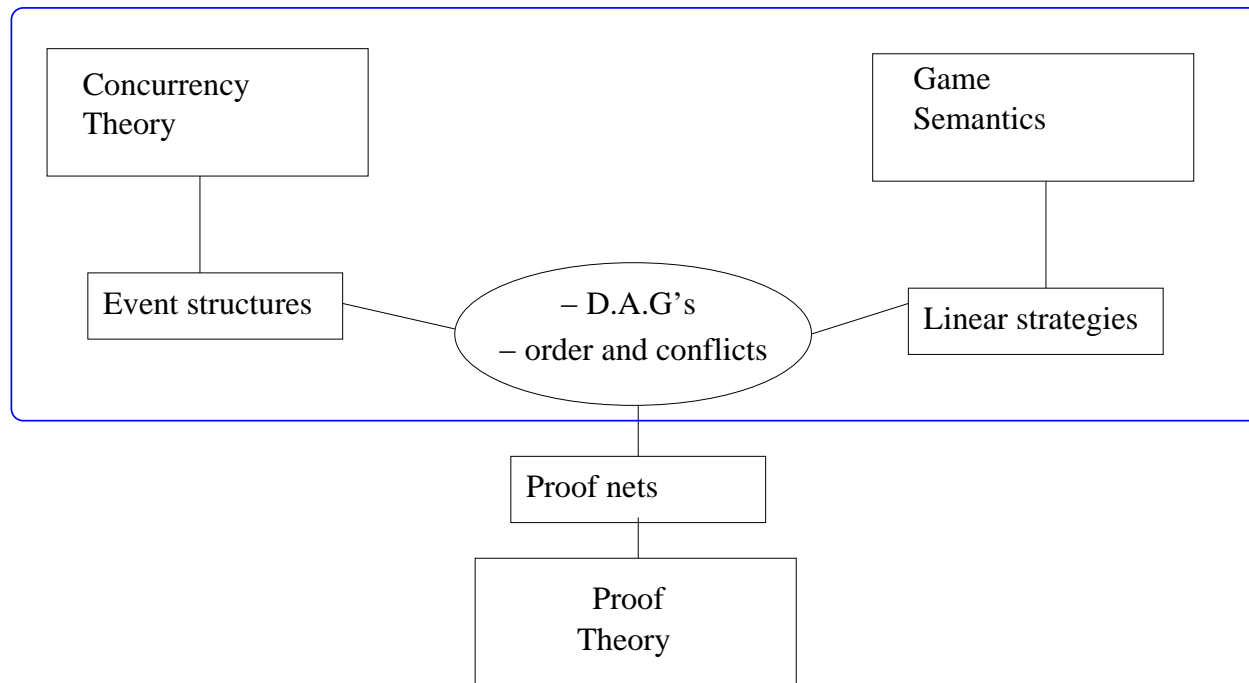 Concurrency
Theory
Game
Semantics
Event structures
– D.A.G's
– order and conflicts
Linear strategies
Proof nets
Proof
Theory